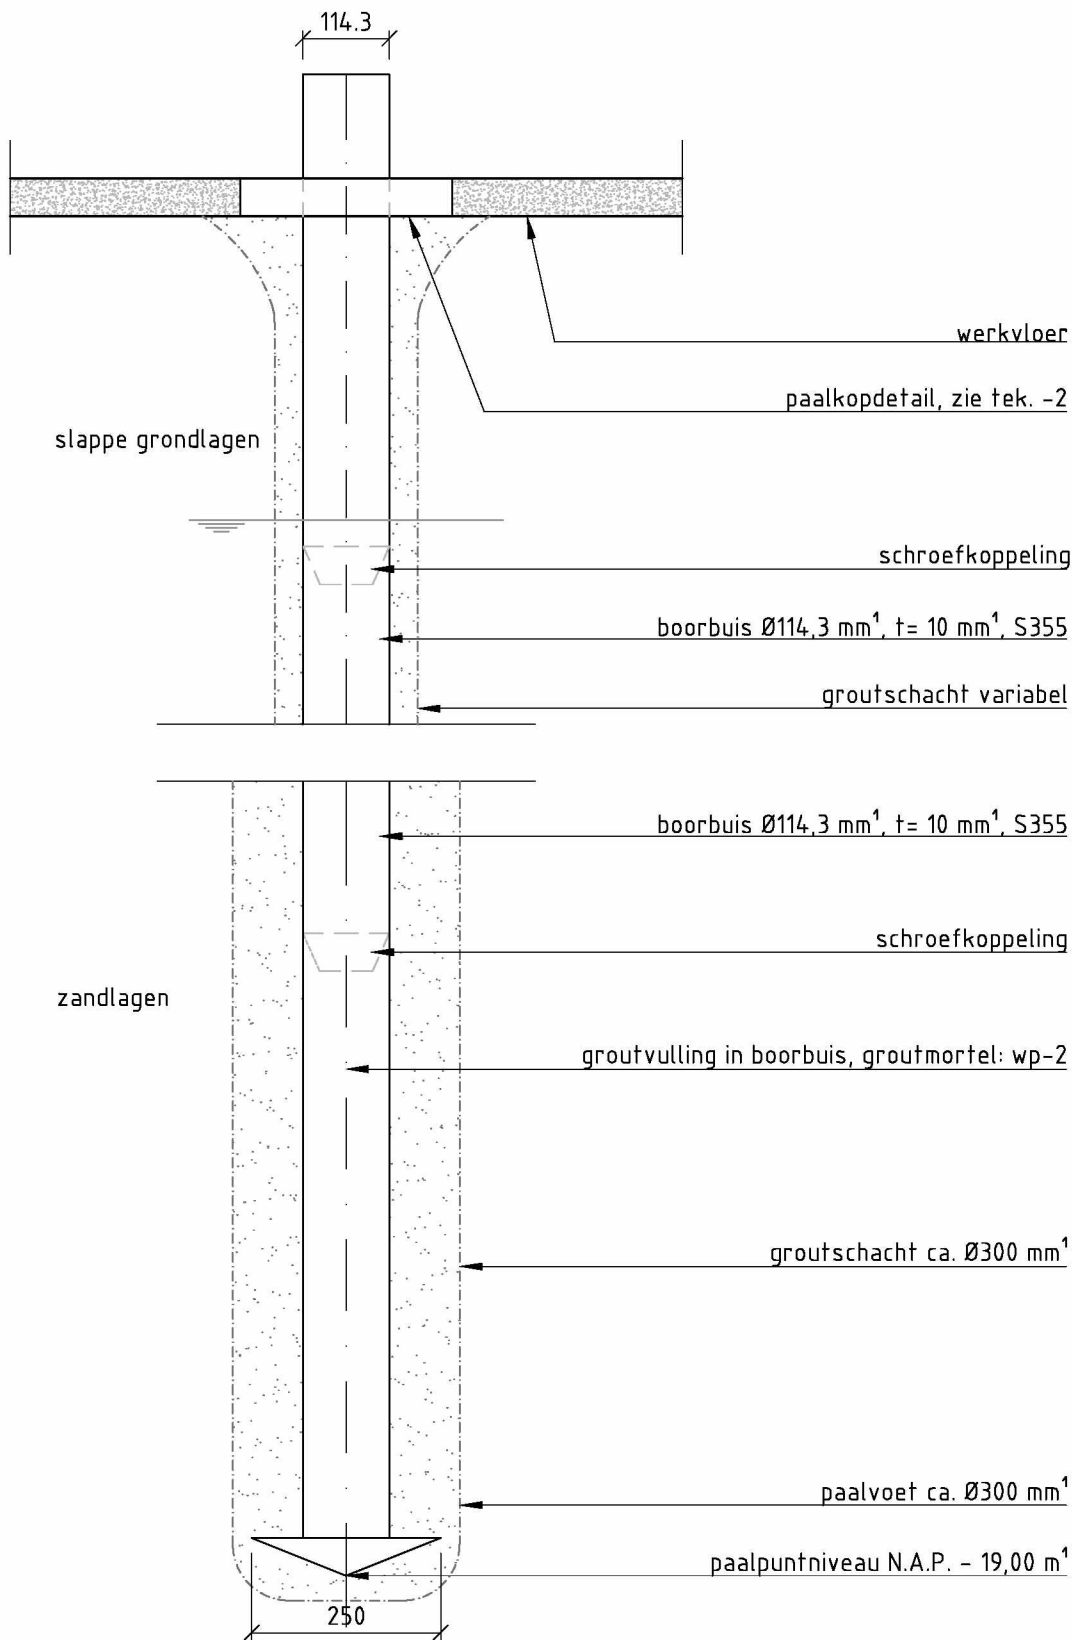 114.3
werkvloer
paalkopdetail, zie tek. -2
slappe grondlagen
schroefkoppeling
boorbuis Ø114,3 mm¹, t= 10 mm¹, S355
groutschacht variabel
boorbuis Ø114,3 mm¹, t= 10 mm¹, S355
schroefkoppeling
zandlagen
groutvulling in boorbuis, groutmortel: wp-2
groutschacht ca. Ø300 mm¹
paalvoet ca. Ø300 mm¹
paalpuntniveau N.A.P. - 19,00 m¹
250